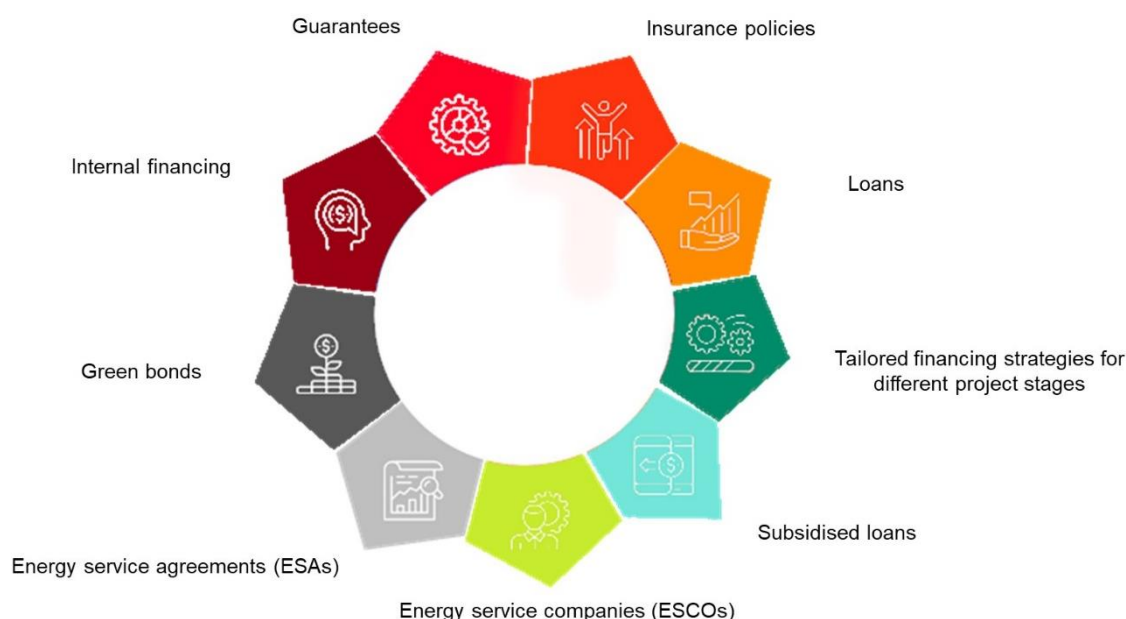 Guarantees
Insurance policies
Internal financing
Loans
Green bonds
Tailored financing strategies for
different project stages
Subsidised loans
Energy service agreements (ESAs)
Energy service companies (ESCOs)